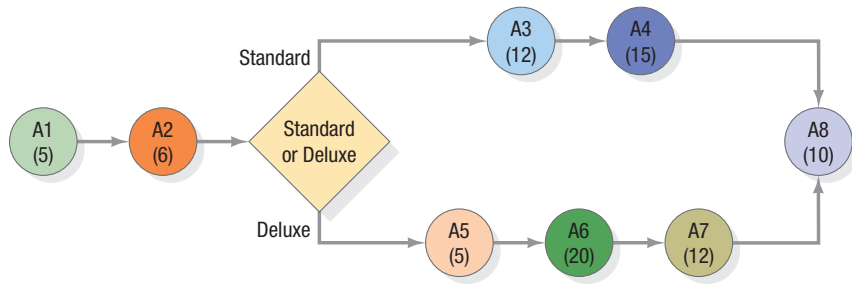 A1
(5)
A2
(6)
Standard
or Deluxe
Standard
A3
(12)
A4
(15)
Deluxe
A5
(5)
A6
(20)
A7
(12)
A8
(10)